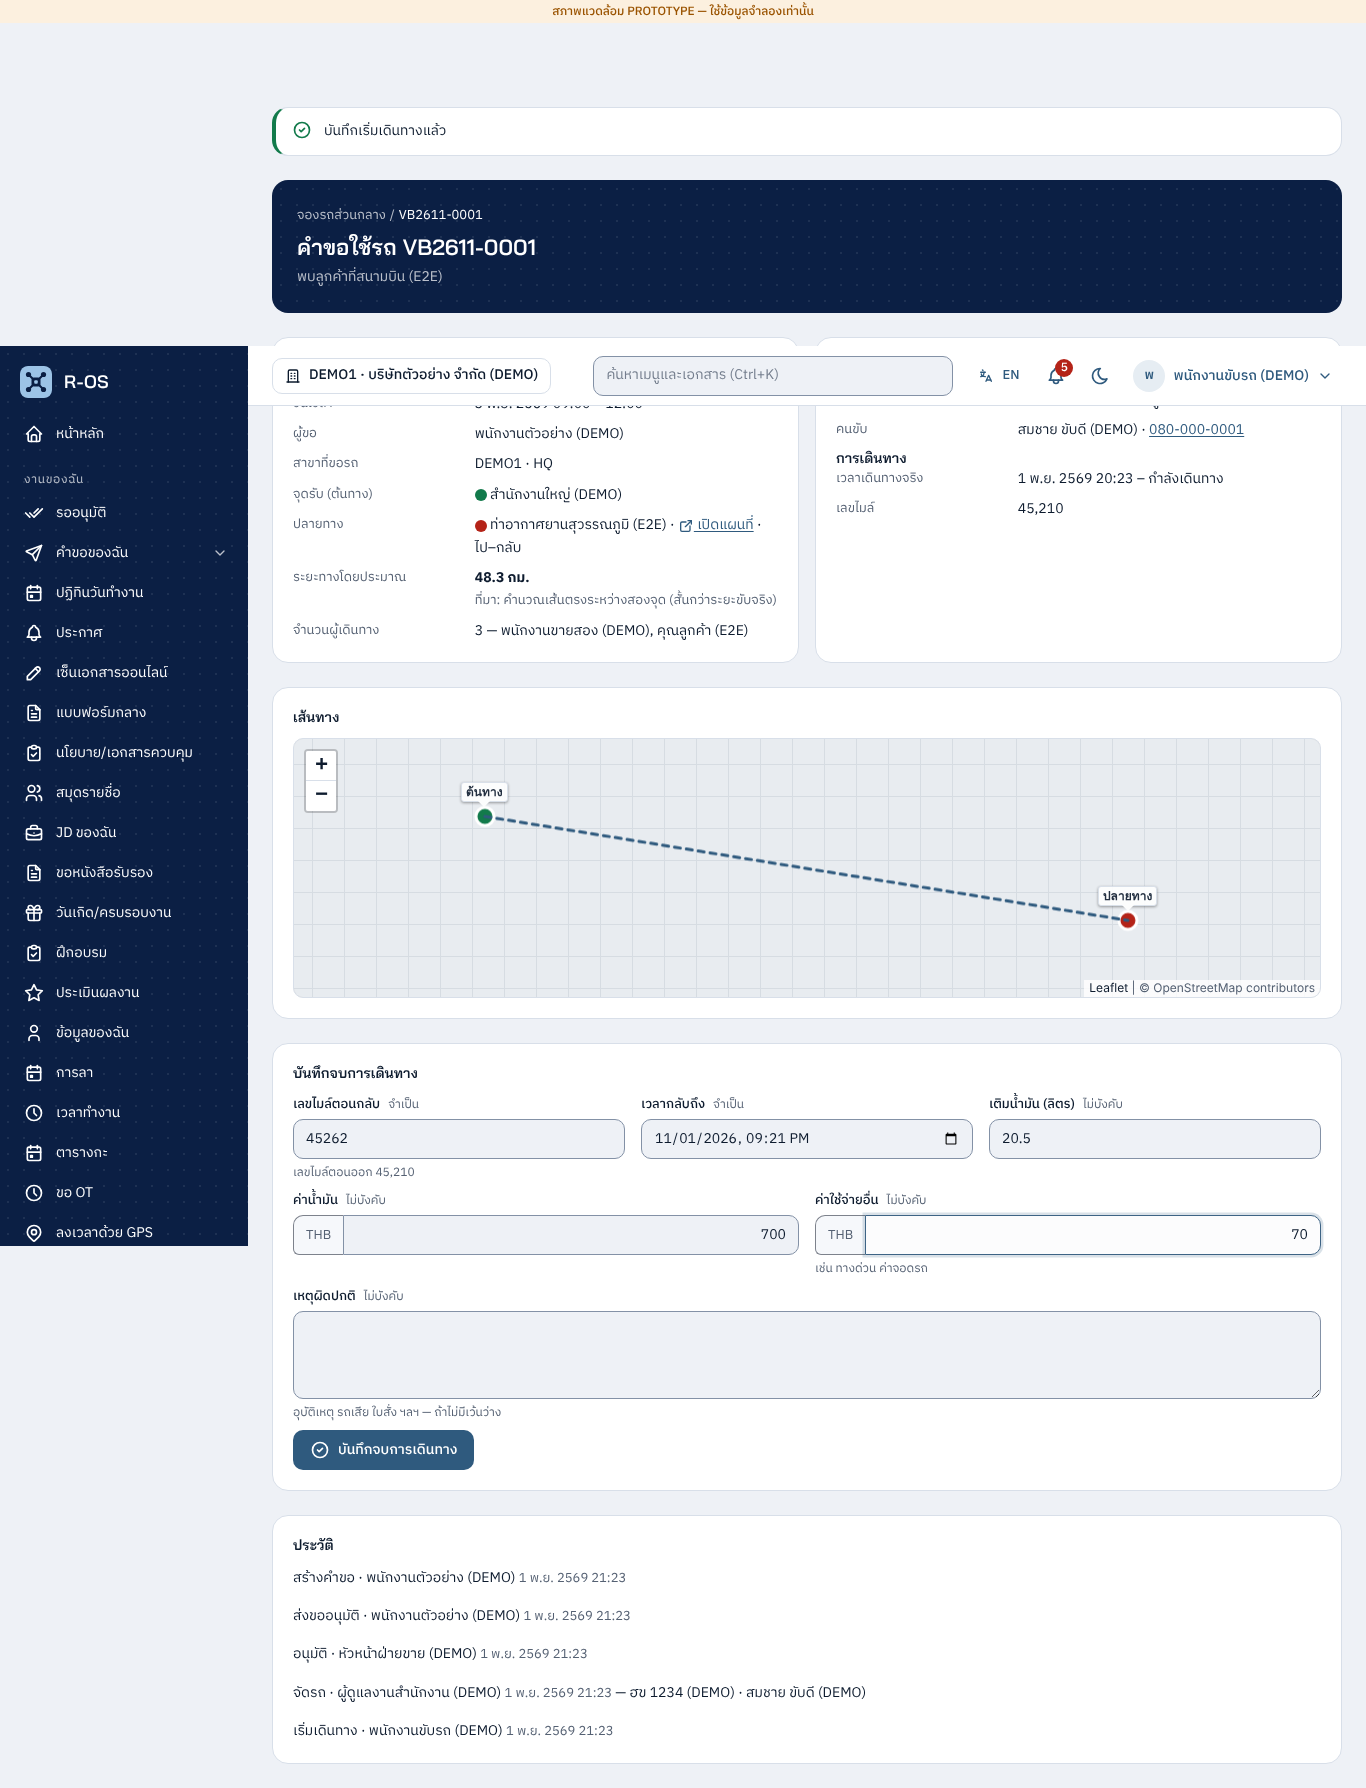 สภาพแวดล้อม PROTOTYPE — ใช้ข้อมูลจำลองเท่านั้น
บันทึกเริ่มเดินทางแล้ว
จองรถส่วนกลาง / VB2611-0001
คำขอใช้รถ VB2611-0001
พบลูกค้าที่สนามบิน (E2E)
R-OS
DEMO1 · บริษัทตัวอย่าง จำกัด (DEMO)
ค้นหาเมนูและเอกสาร (Ctrl+K)
EN
5
พ
พนักงานขับรถ (DEMO)
หน้าหลัก
งานของฉัน
รออนุมัติ
คำขอของฉัน
ปฏิทินวันทำงาน
ประกาศ
เซ็นเอกสารออนไลน์
แบบฟอร์มกลาง
นโยบาย/เอกสารควบคุม
สมุดรายชื่อ
JD ของฉัน
ขอหนังสือรับรอง
วันเกิด/ครบรอบงาน
ฝึกอบรม
ประเมินผลงาน
ข้อมูลของฉัน
การลา
เวลาทำงาน
ตารางกะ
ขอ OT
ลงเวลาด้วย GPS
ผู้ขอ
พนักงานตัวอย่าง (DEMO)
สาขาที่ขอรถ
DEMO1 · HQ
จุดรับ (ต้นทาง)
สำนักงานใหญ่ (DEMO)
ปลายทาง
ท่าอากาศยานสุวรรณภูมิ (E2E) · เปิดแผนที่ ·
ไป–กลับ
ระยะทางโดยประมาณ
48.3 กม.
ที่มา: คำนวณเส้นตรงระหว่างสองจุด (สั้นกว่าระยะขับจริง)
จำนวนผู้เดินทาง
3 — พนักงานขายสอง (DEMO), คุณลูกค้า (E2E)
คนขับ
สมชาย ขับดี (DEMO) · 080-000-0001
การเดินทาง
เวลาเดินทางจริง
1 พ.ย. 2569 20:23 – กำลังเดินทาง
เลขไมล์
45,210
เส้นทาง
+
−
ต้นทาง
ปลายทาง
Leaflet | © OpenStreetMap contributors
บันทึกจบการเดินทาง
เลขไมล์ตอนกลับ จำเป็น
45262
เลขไมล์ตอนออก 45,210
เวลากลับถึง จำเป็น
11/01/2026, 09:21 PM
เติมน้ำมัน (ลิตร) ไม่บังคับ
20.5
ค่าน้ำมัน ไม่บังคับ
THB 700
ค่าใช้จ่ายอื่น ไม่บังคับ
THB 70
เช่น ทางด่วน ค่าจอดรถ
เหตุผิดปกติ ไม่บังคับ
อุบัติเหตุ รถเสีย ใบสั่ง ฯลฯ — ถ้าไม่มีเว้นว่าง
บันทึกจบการเดินทาง
ประวัติ
สร้างคำขอ · พนักงานตัวอย่าง (DEMO) 1 พ.ย. 2569 21:23
ส่งขออนุมัติ · พนักงานตัวอย่าง (DEMO) 1 พ.ย. 2569 21:23
อนุมัติ · หัวหน้าฝ่ายขาย (DEMO) 1 พ.ย. 2569 21:23
จัดรถ · ผู้ดูแลงานสำนักงาน (DEMO) 1 พ.ย. 2569 21:23 — ฮข 1234 (DEMO) · สมชาย ขับดี (DEMO)
เริ่มเดินทาง · พนักงานขับรถ (DEMO) 1 พ.ย. 2569 21:23